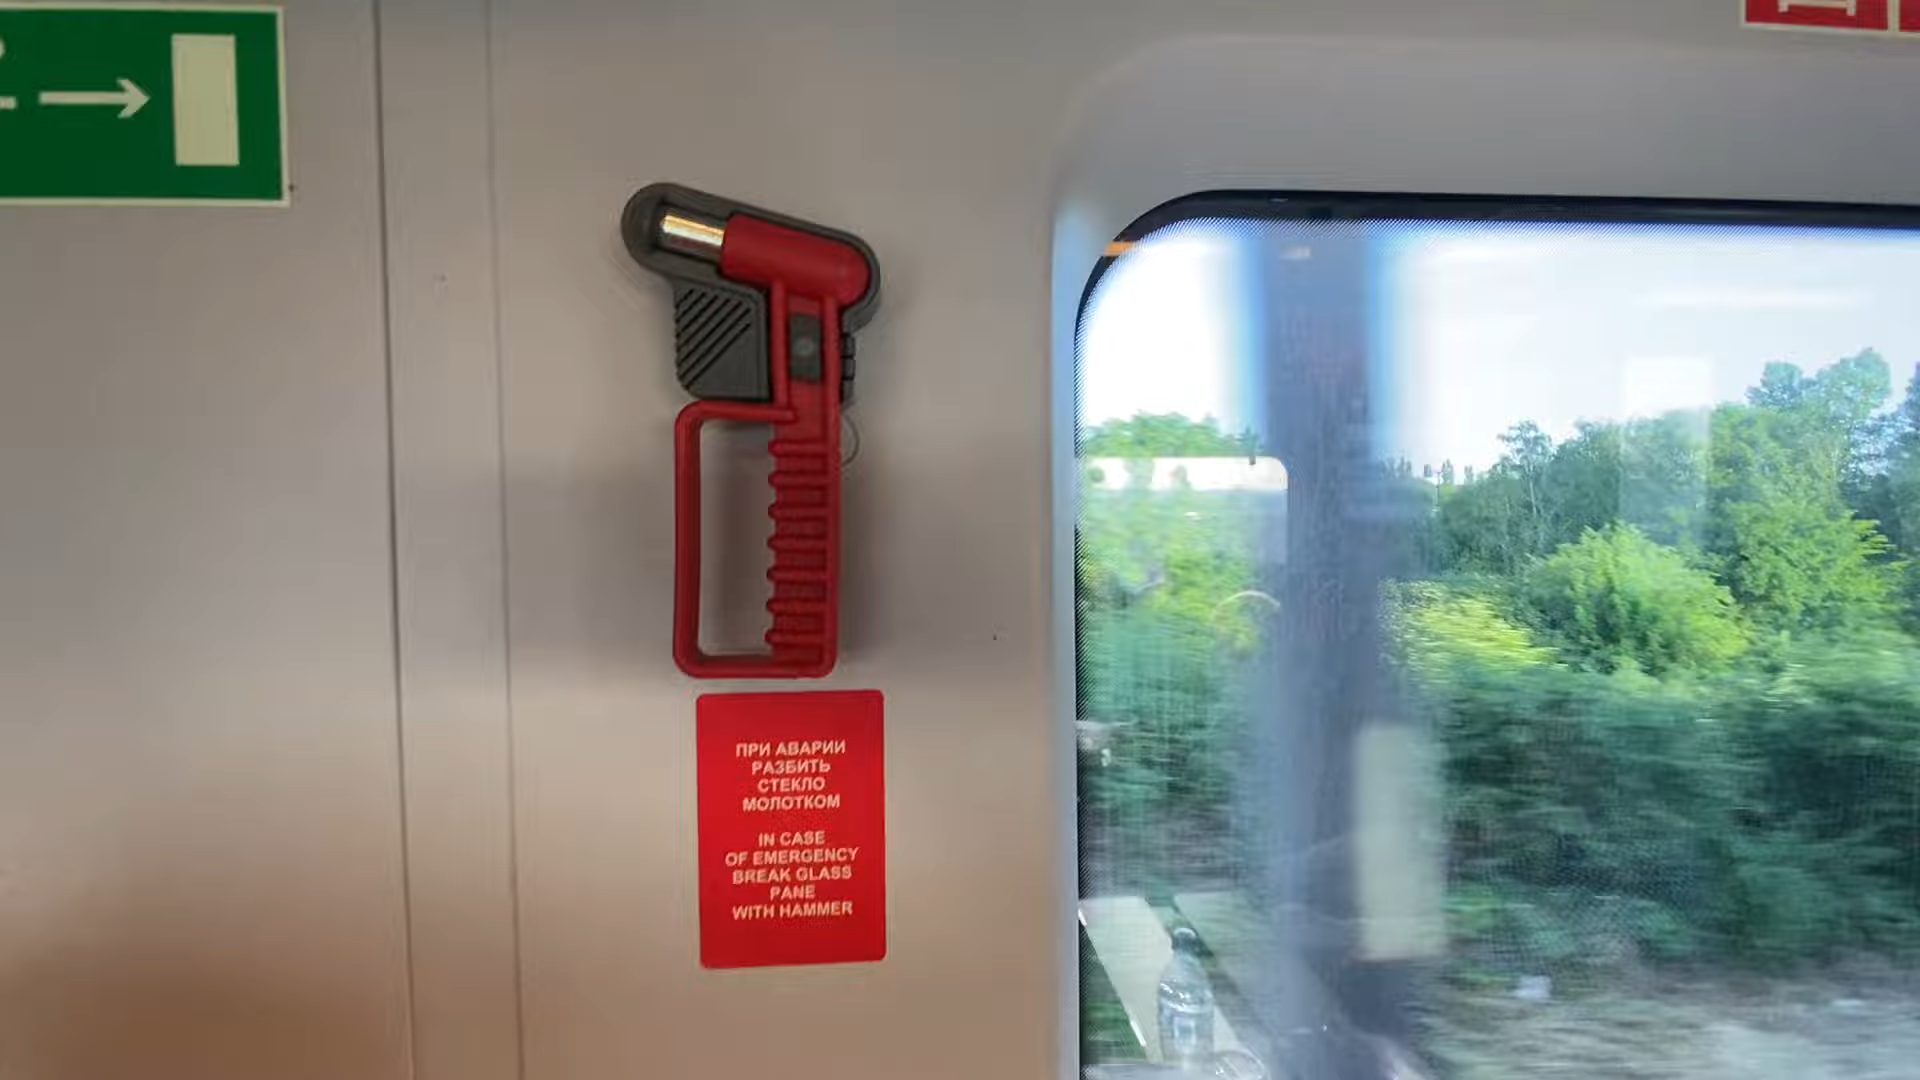 ПРИ АВАРИИ
РАЗБИТЬ
СТЕКЛО
МОЛОТКОМ
IN CASE
OF EMERGENCY
BREAK GLASS
PANE
WITH HAMMER